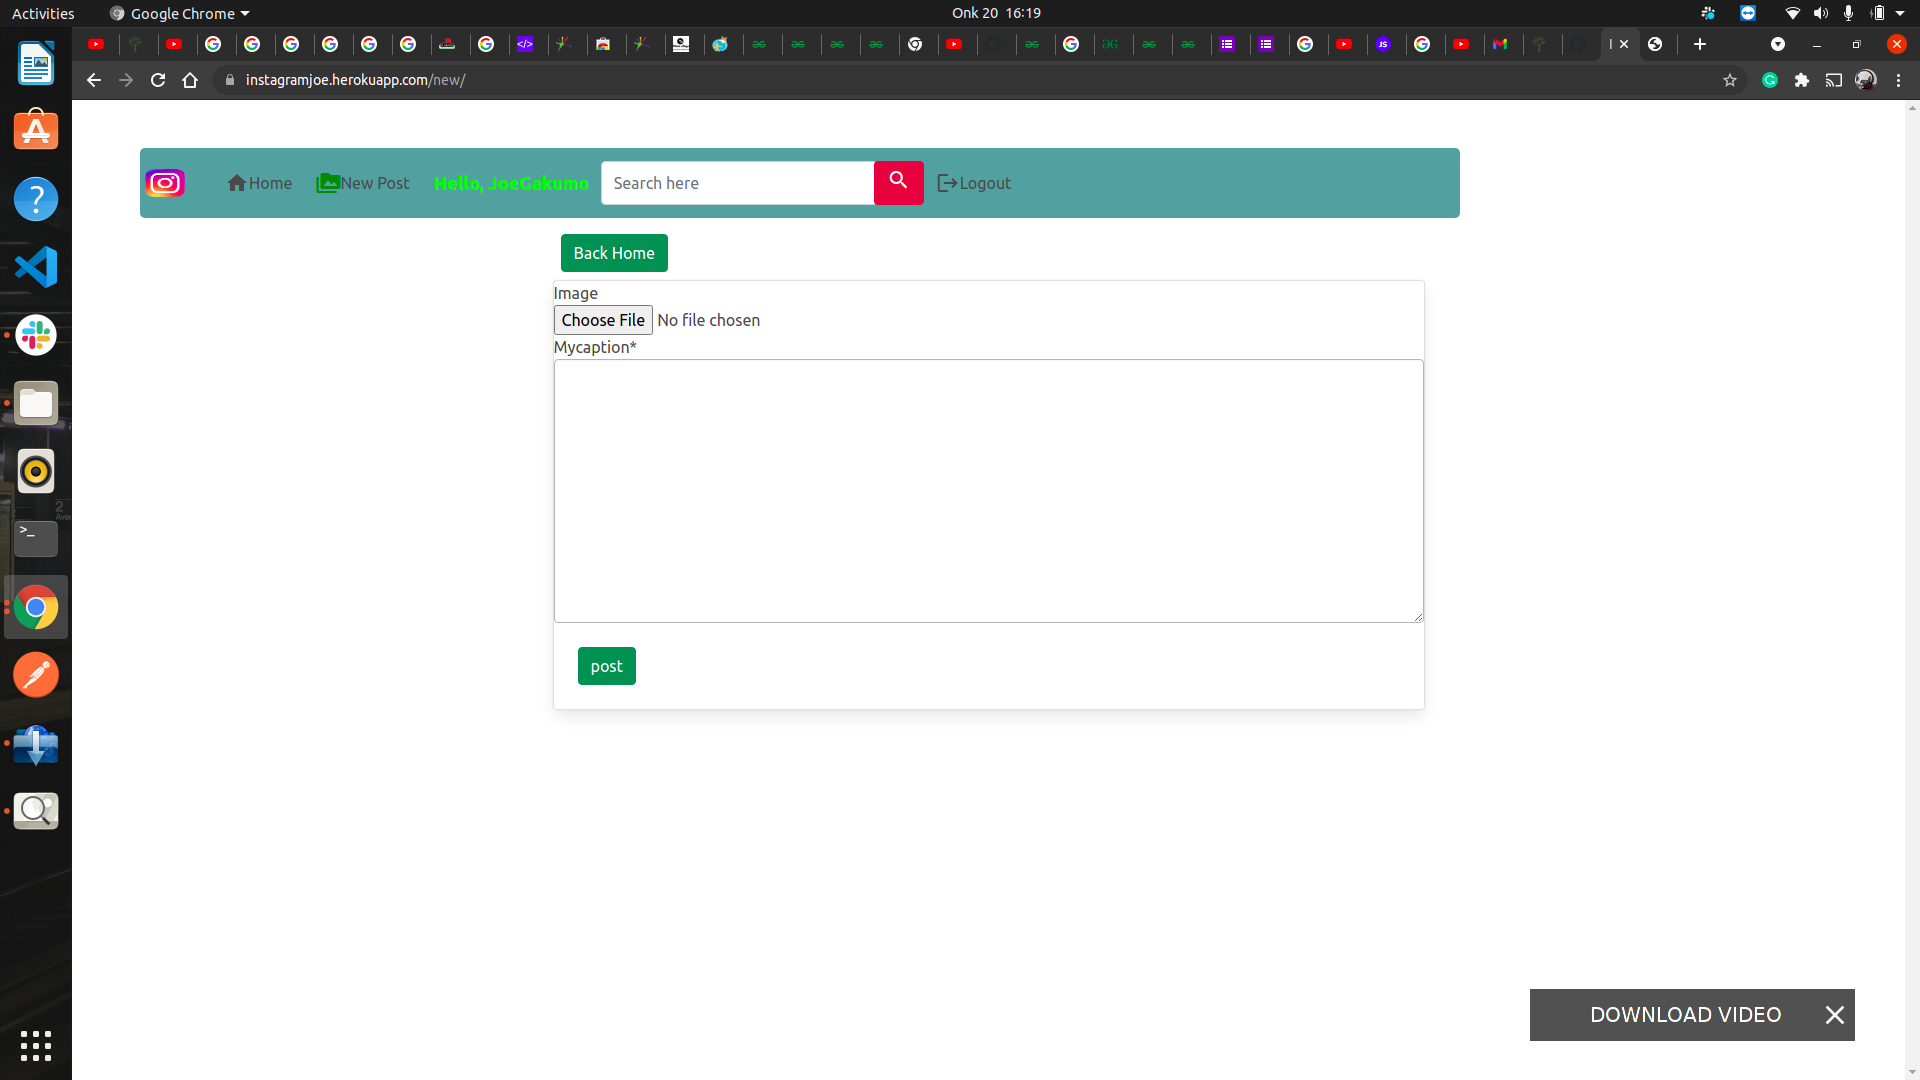 Activities
Google Chrome
Onk 20 16:19
instagramjoe.herokuapp.com/new/
Home
New Post
Hello, JoeGakumo
Search here
Logout
Back Home
Image
Choose File No file chosen
Mycaption*
post
DOWNLOAD VIDEO